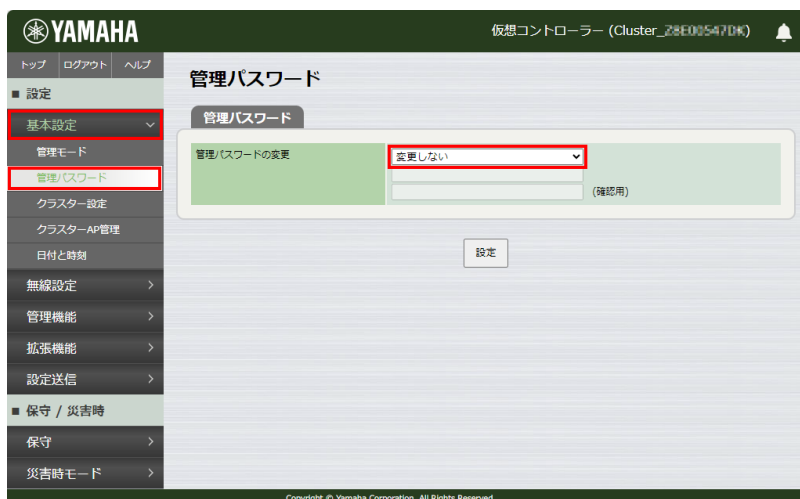 YAMAHA
仮想コントローラー (Cluster_
トップ ログアウト ヘルプ
■ 設定
基本設定
管理モード
管理パスワード
クラスター設定
クラスターAP管理
日付と時刻
無線設定
管理機能
拡張機能
設定送信
■ 保守 / 災害時
保守
災害時モード
管理パスワード
管理パスワード
管理パスワードの変更
変更しない
(確認用)
設定
Copyright © Yamaha Corporation. All Rights Reserved.